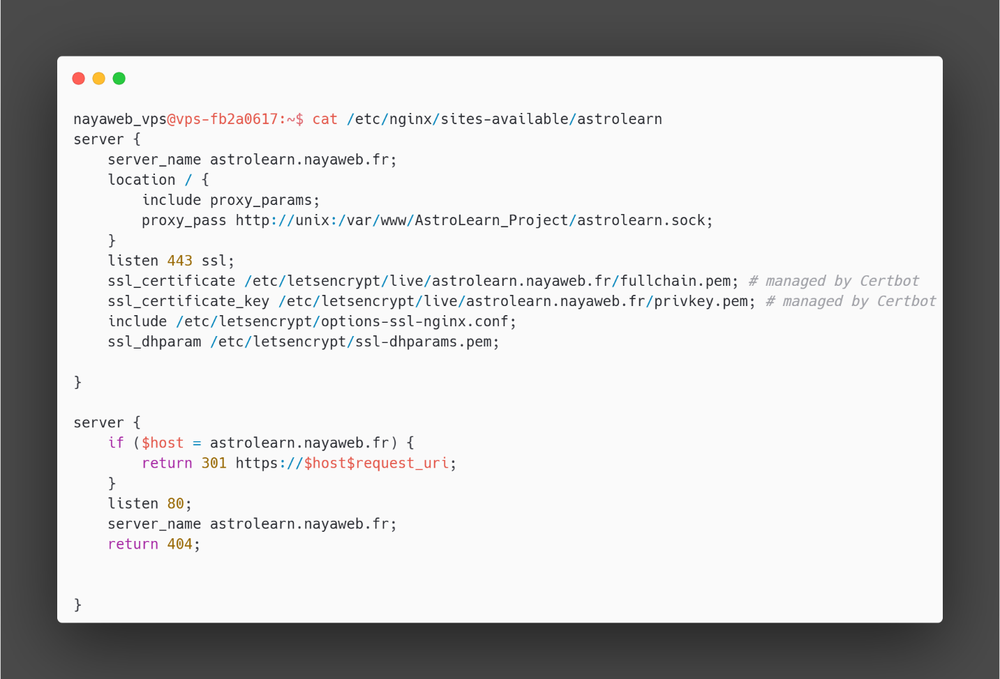 nayaweb_vps@vps-fb2a0617:~$ cat /etc/nginx/sites-available/astrolearn
server {
    server_name astrolearn.nayaweb.fr;
    location / {
        include proxy_params;
        proxy_pass http://unix:/var/www/AstroLearn_Project/astrolearn.sock;
    }
    listen 443 ssl;
    ssl_certificate /etc/letsencrypt/live/astrolearn.nayaweb.fr/fullchain.pem; # managed by Certbot
    ssl_certificate_key /etc/letsencrypt/live/astrolearn.nayaweb.fr/privkey.pem; # managed by Certbot
    include /etc/letsencrypt/options-ssl-nginx.conf;
    ssl_dhparam /etc/letsencrypt/ssl-dhparams.pem;

}

server {
    if ($host = astrolearn.nayaweb.fr) {
        return 301 https://$host$request_uri;
    }
    listen 80;
    server_name astrolearn.nayaweb.fr;
    return 404;


}